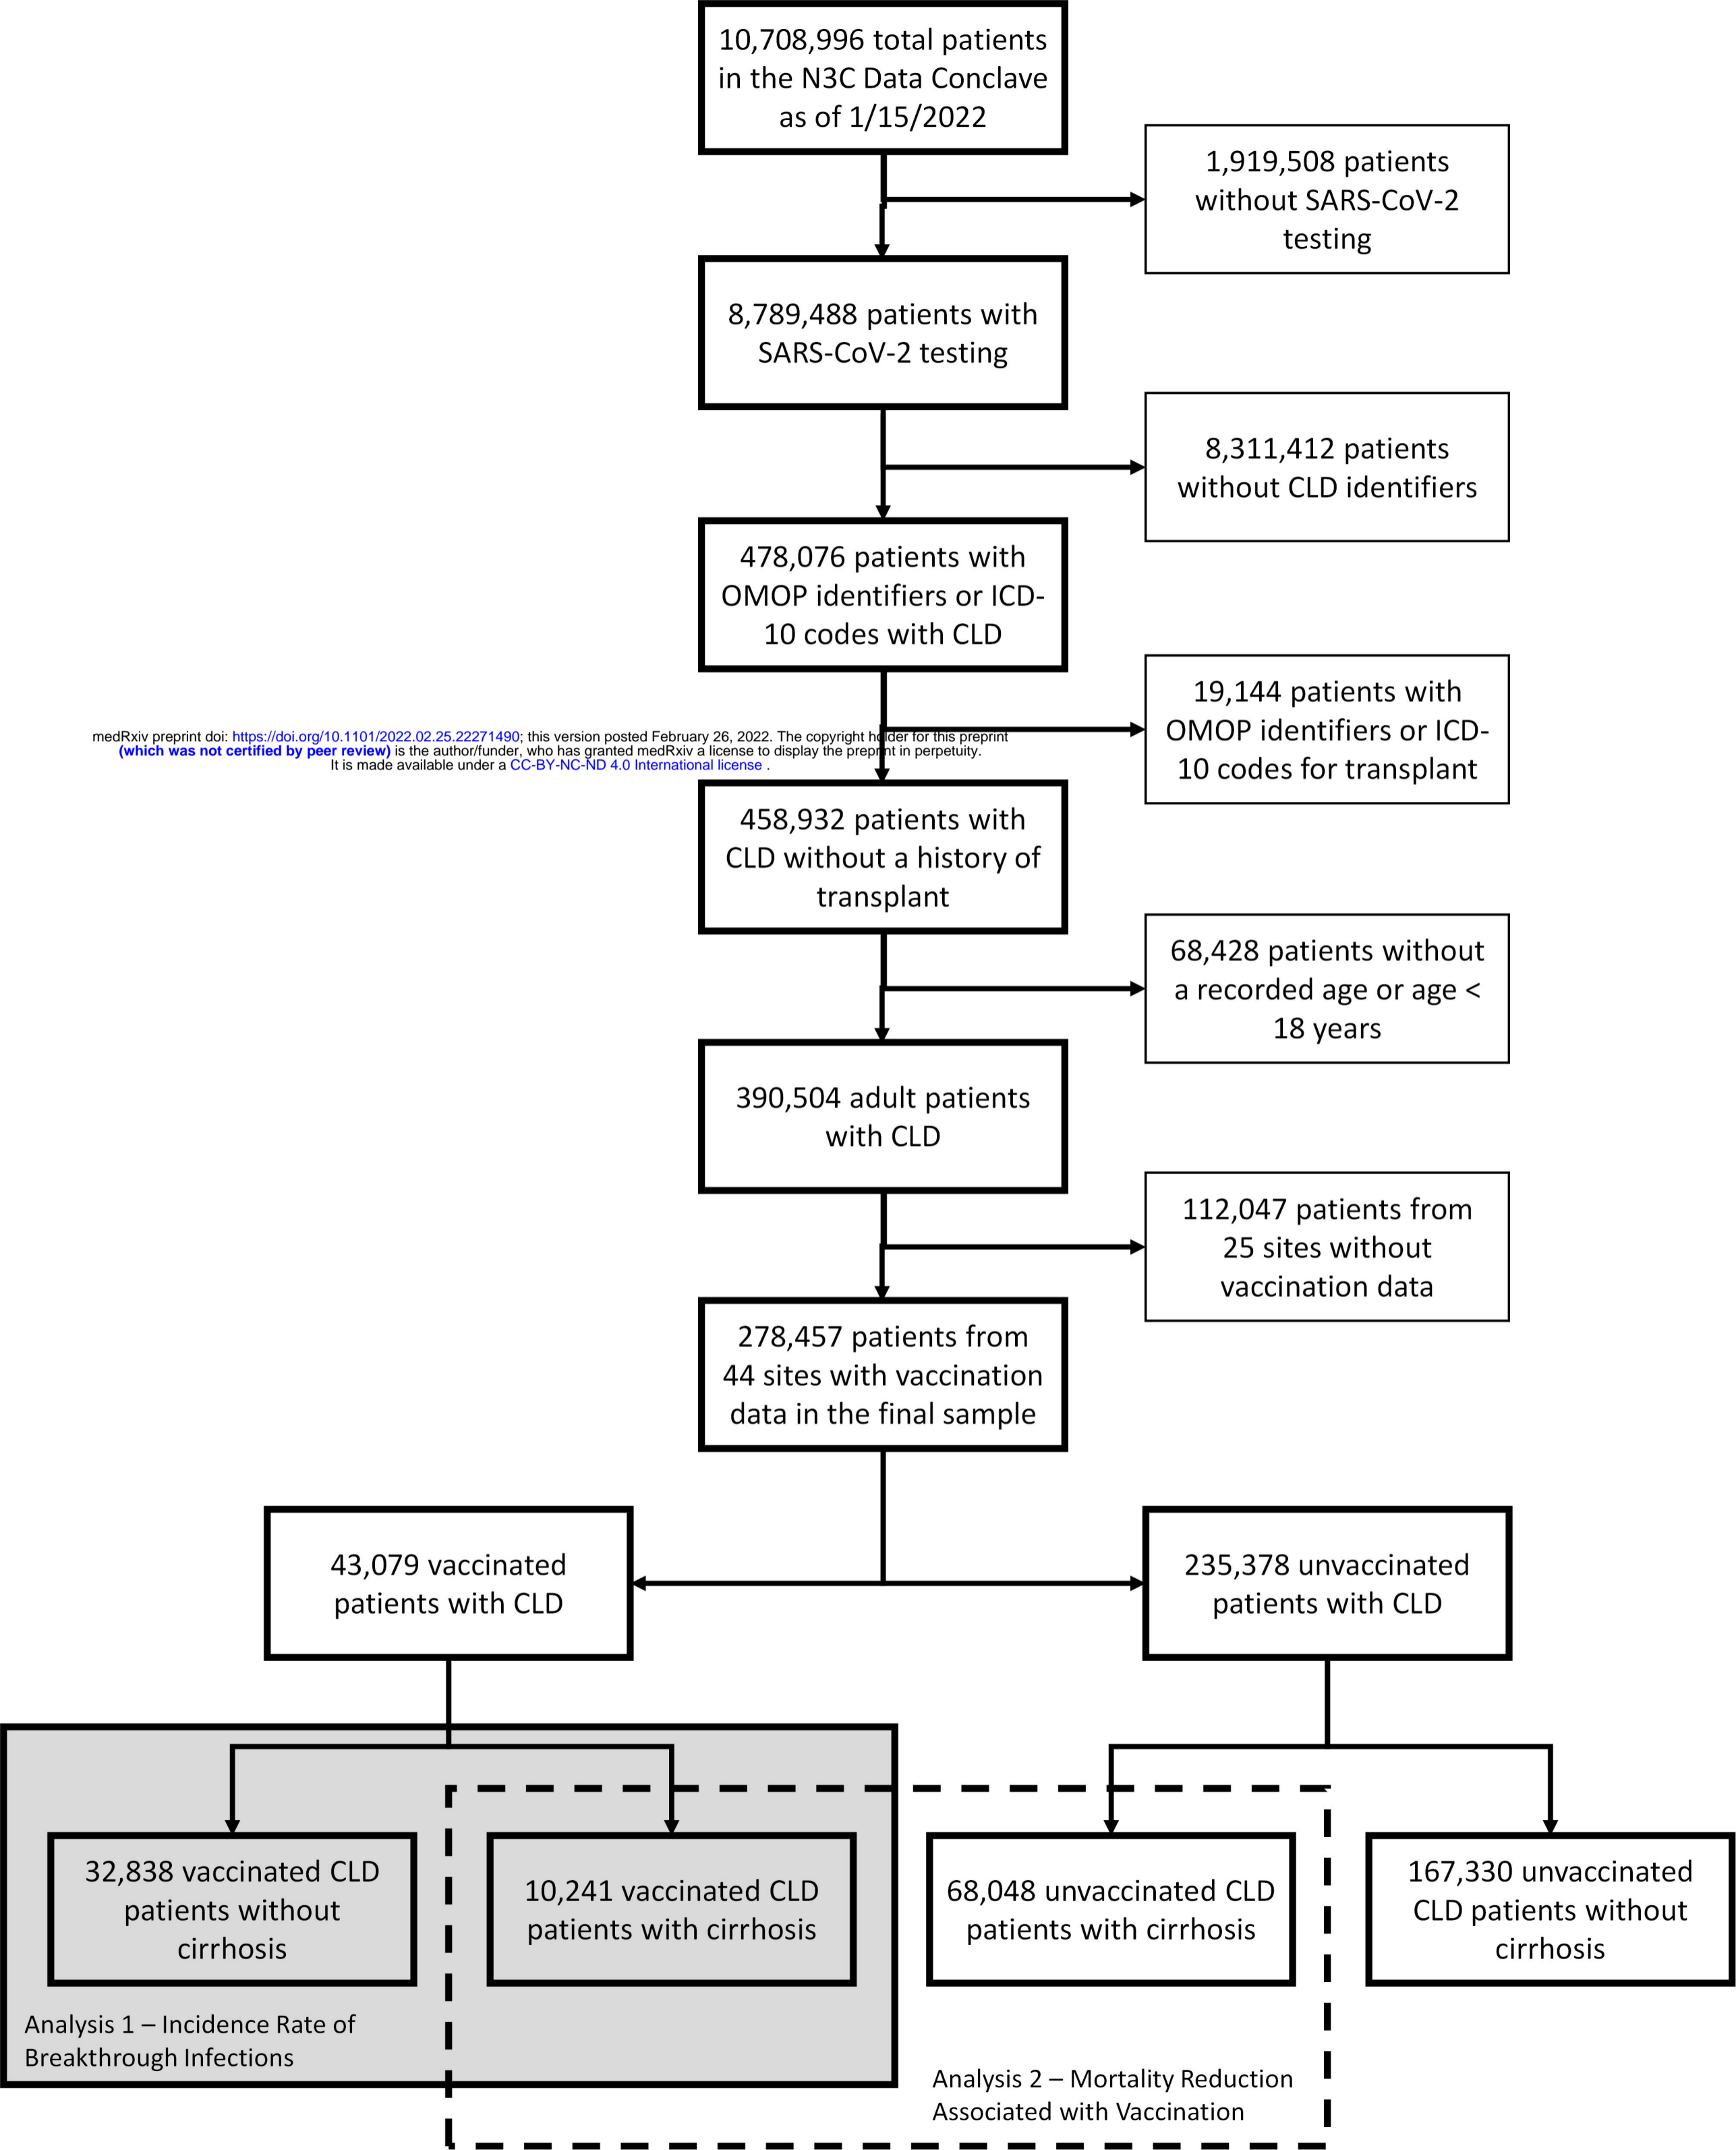 10,708,996 total patients
in the N3C Data Conclave
as of 1/15/2022
1,919,508 patients
without SARS-CoV-2
testing
8,789,488 patients with
SARS-CoV-2 testing
8,311,412 patients
without CLD identifiers
478,076 patients with
OMOP identifiers or ICD-
10 codes with CLD
19,144 patients with
OMOP identifiers or ICD-
10 codes for transplant
medRxiv preprint doi: https://doi.org/10.1101/2022.02.25.22271490; this version posted February 26, 2022. The copyright holder for this preprint
(which was not certified by peer review) is the author/funder, who has granted medRxiv a license to display the preprint in perpetuity.
It is made available under a CC-BY-NC-ND 4.0 International license .
458,932 patients with
CLD without a history of
transplant
68,428 patients without
a recorded age or age <
18 years
390,504 adult patients
with CLD
112,047 patients from
25 sites without
vaccination data
278,457 patients from
44 sites with vaccination
data in the final sample
43,079 vaccinated
patients with CLD
235,378 unvaccinated
patients with CLD
32,838 vaccinated CLD
patients without
cirrhosis
10,241 vaccinated CLD
patients with cirrhosis
68,048 unvaccinated CLD
patients with cirrhosis
167,330 unvaccinated
CLD patients without
cirrhosis
Analysis 1 – Incidence Rate of
Breakthrough Infections
Analysis 2 – Mortality Reduction
Associated with Vaccination